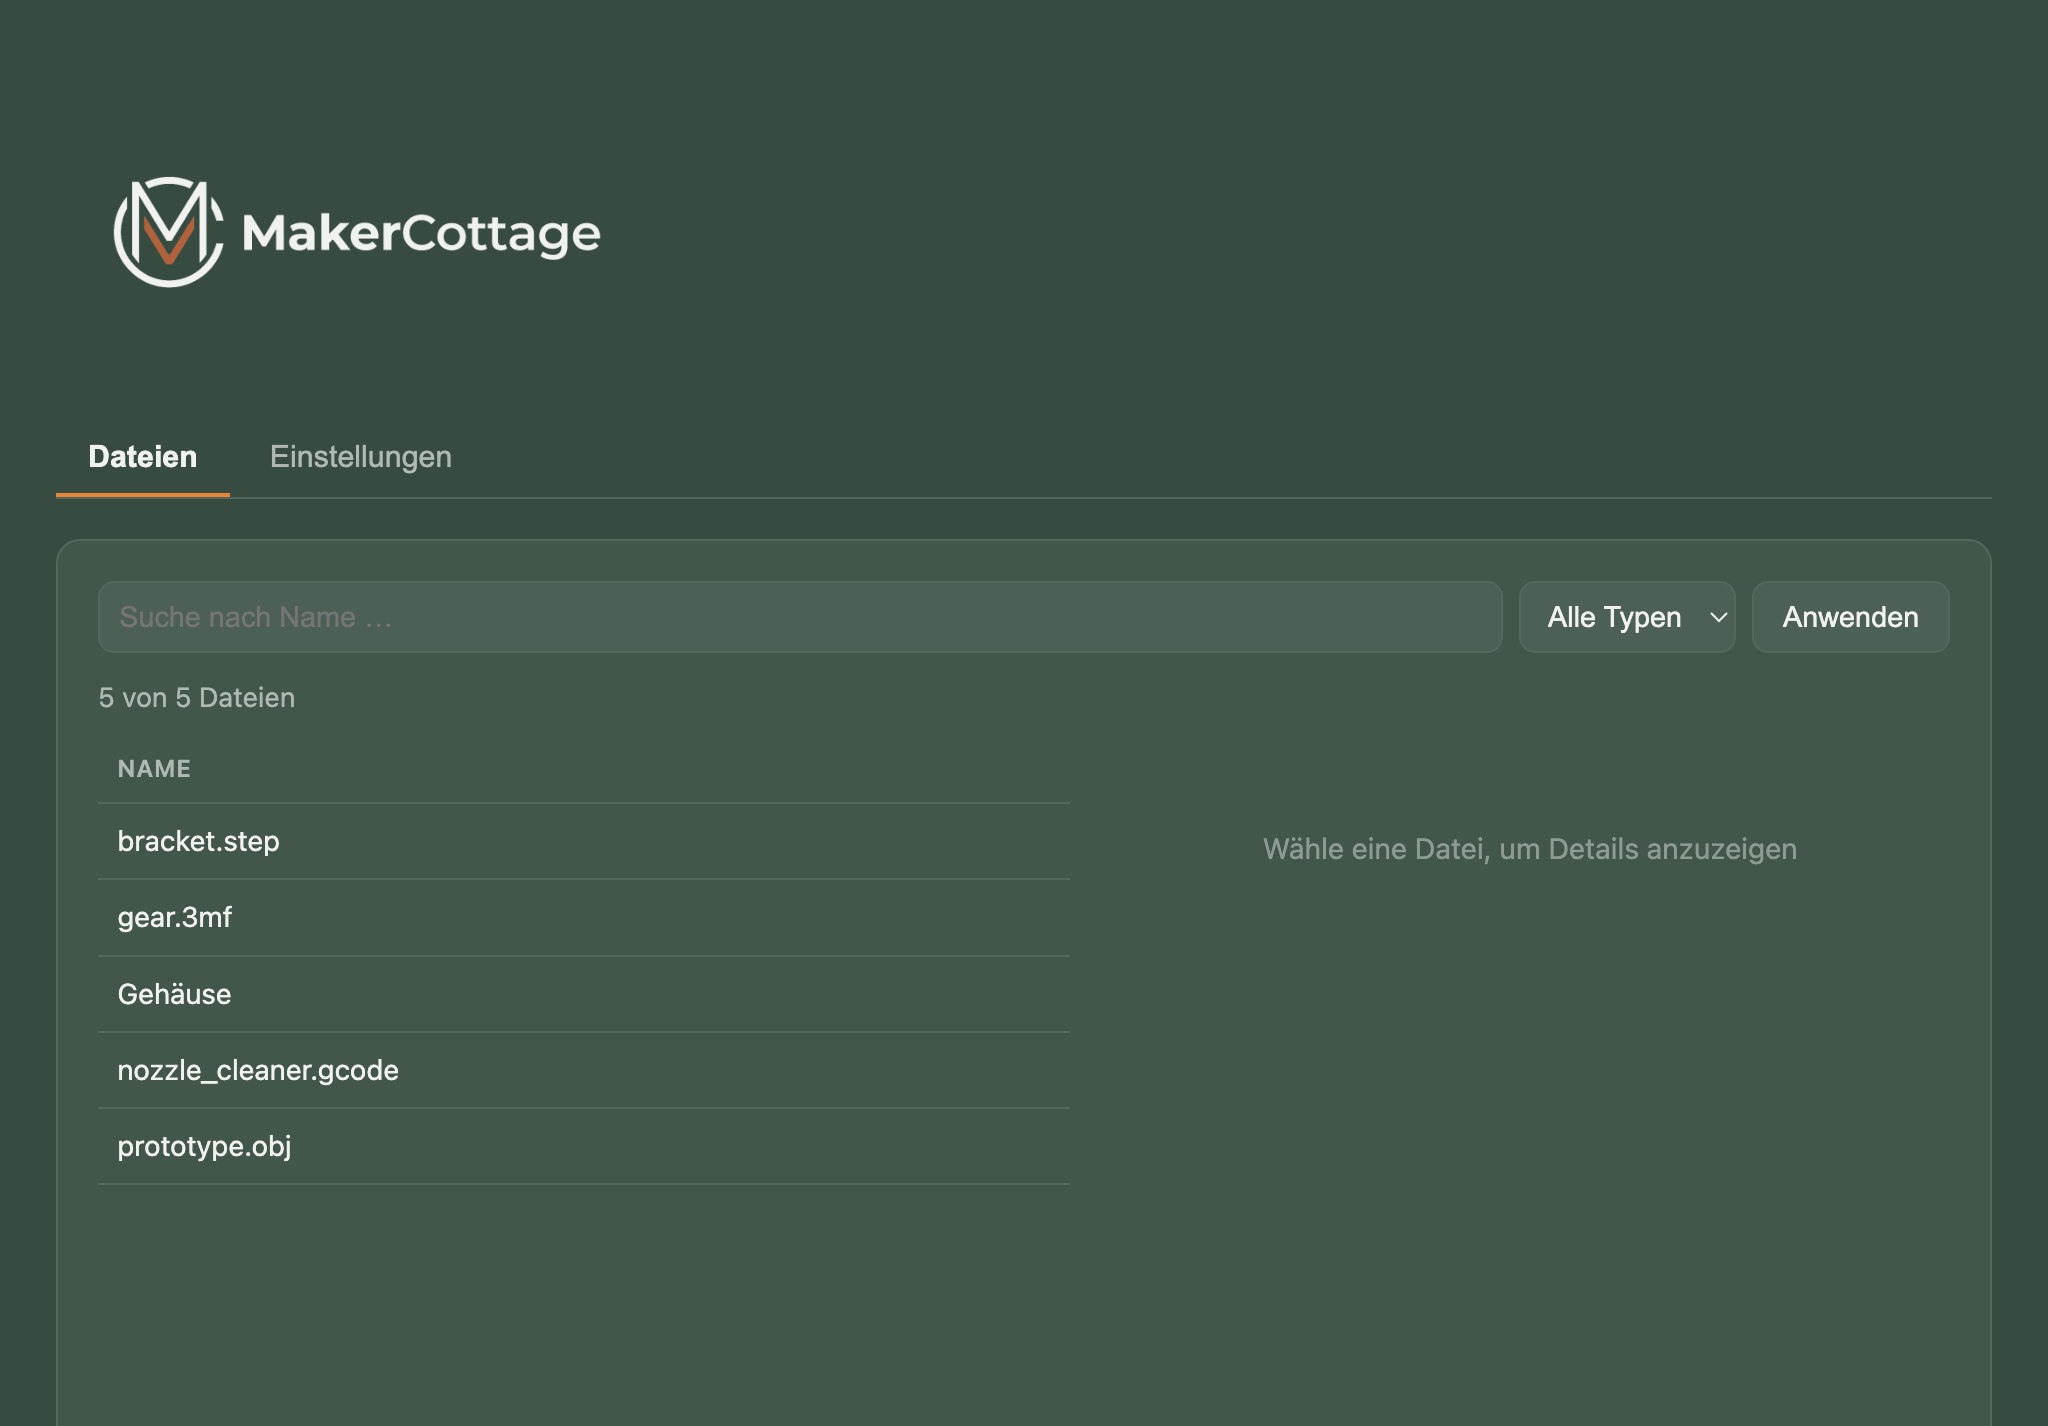 MakerCottage
Dateien Einstellungen
Suche nach Name …
Alle Typen
Anwenden
5 von 5 Dateien
NAME
bracket.step
gear.3mf
Gehäuse
nozzle_cleaner.gcode
prototype.obj
Wähle eine Datei, um Details anzuzeigen